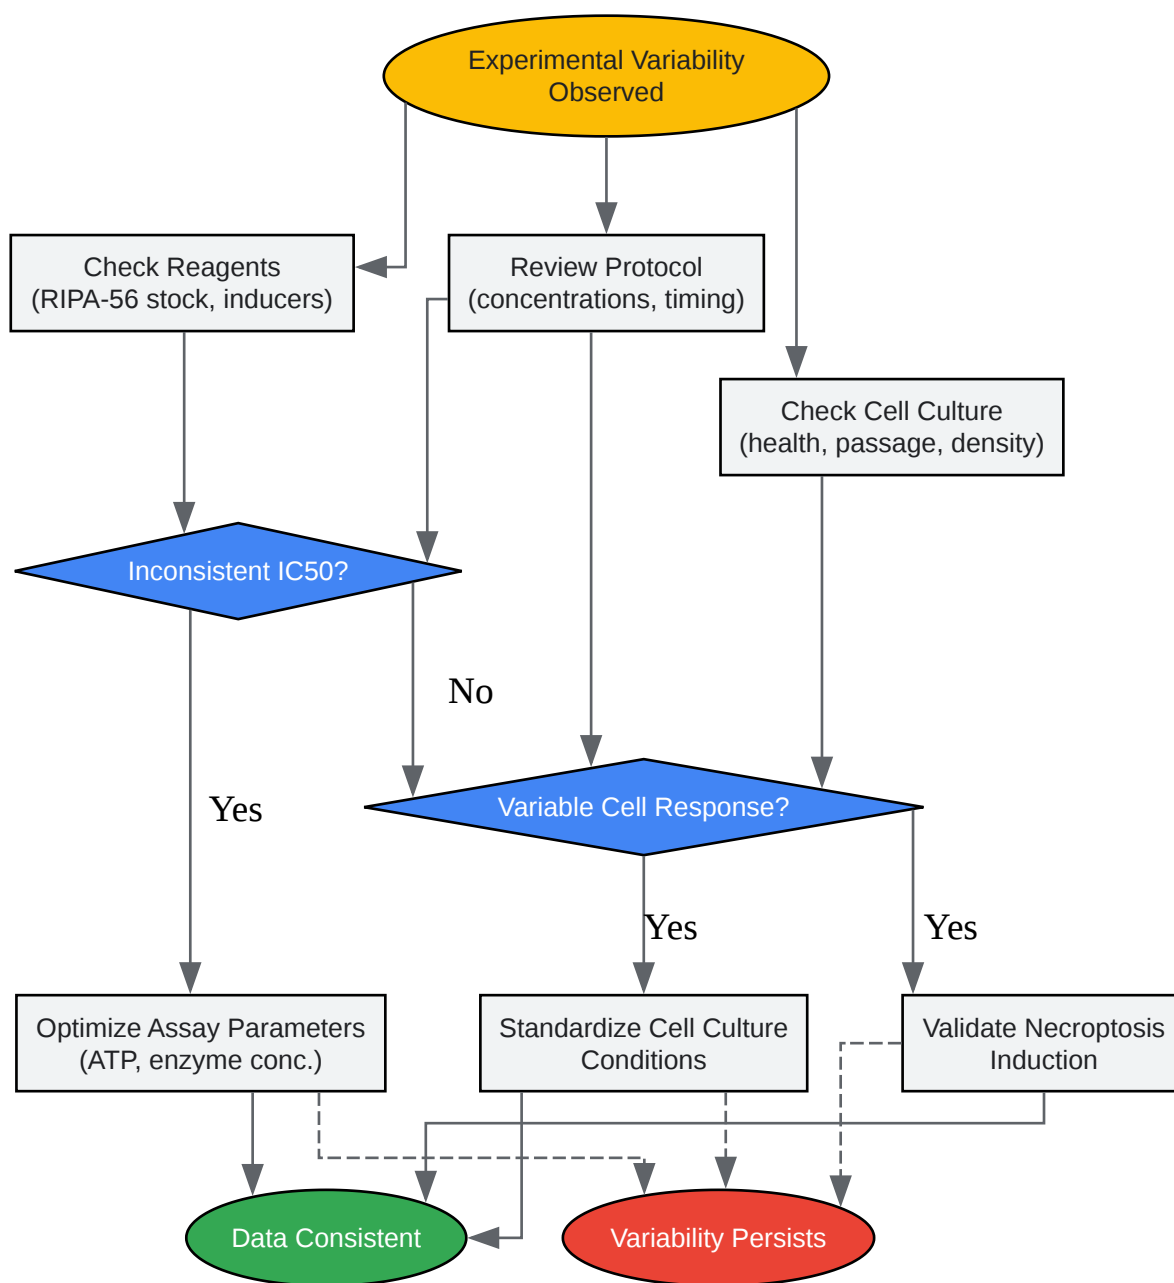 Experimental Variability
Observed
Check Reagents
(RIPA-56 stock, inducers)
Review Protocol
(concentrations, timing)
Check Cell Culture
(health, passage, density)
Inconsistent IC50?
No
Yes
Variable Cell Response?
Yes
Yes
Optimize Assay Parameters
(ATP, enzyme conc.)
Standardize Cell Culture
Conditions
Validate Necroptosis
Induction
Data Consistent
Variability Persists